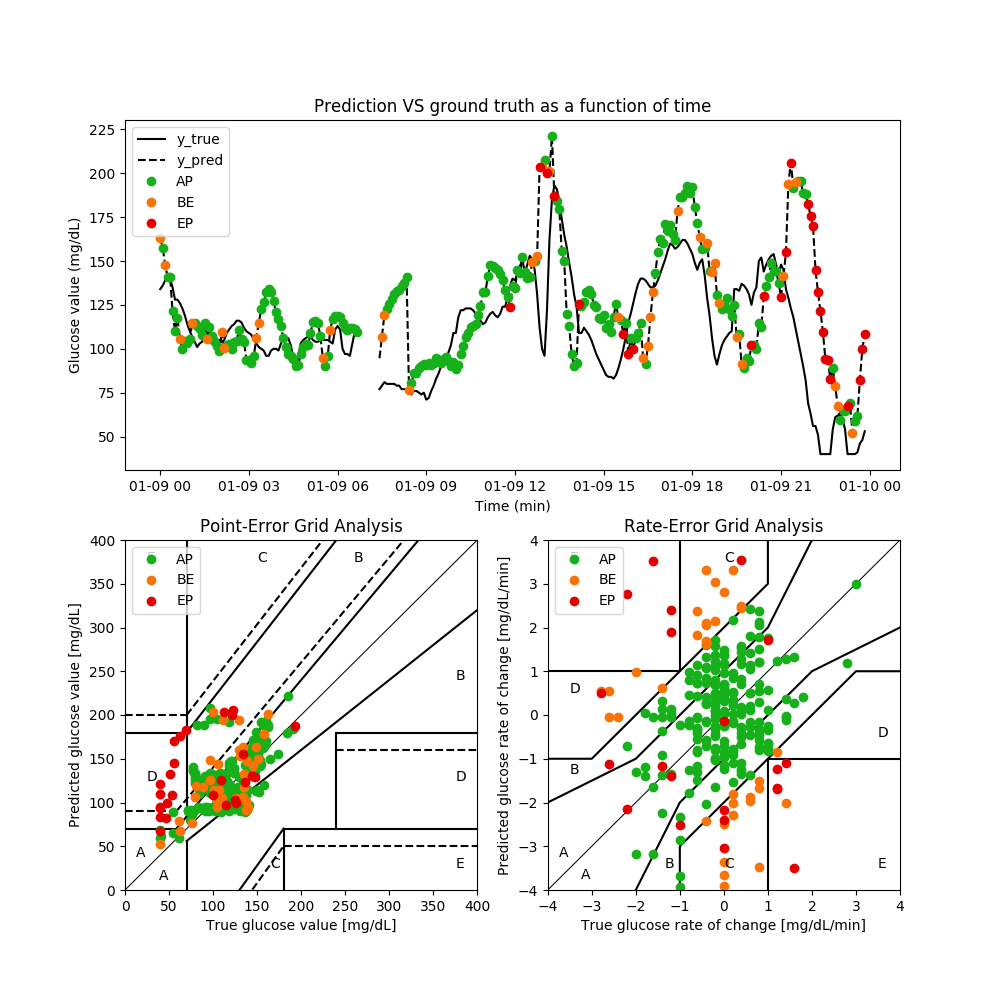 Prediction VS ground truth as a function of time
Glucose value (mg/dL)
225
200
175
150
125
100
75
50
y_true
y_pred
AP
BE
EP
01-09 00 01-09 03 01-09 06 01-09 09 01-09 12 01-09 15 01-09 18 01-09 21 01-10 00
Time (min)
Point-Error Grid Analysis
Predicted glucose value [mg/dL]
400
350
300
250
200
150
100
50
0
AP
BE
EP
C B
B
D D
A
A
C E
0 50 100 150 200 250 300 350 400
True glucose value [mg/dL]
Rate-Error Grid Analysis
Predicted glucose rate of change [mg/dL/min]
4
3
2
1
0
−1
−2
−3
−4
AP
BE
EP
C
D
D
B
A
A
B C E
−4 −3 −2 −1 0 1 2 3 4
True glucose rate of change [mg/dL/min]